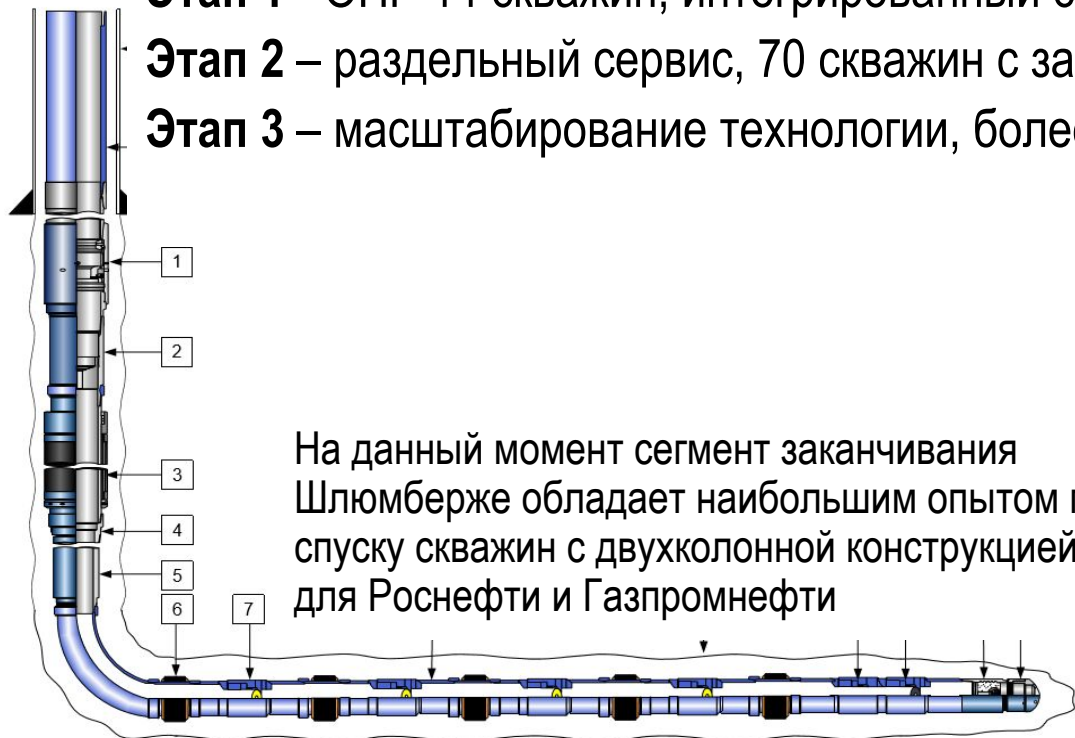 Этап 2 – раздельный сервис, 70 скважин с за
Этап 3 – масштабирование технологии, боле
1
2
3
На данный момент сегмент заканчивания
Шлюмберже обладает наибольшим опытом
4
спуску скважин с двухколонной конструкцией
5
6
7
для Роснефти и Газпромнефти